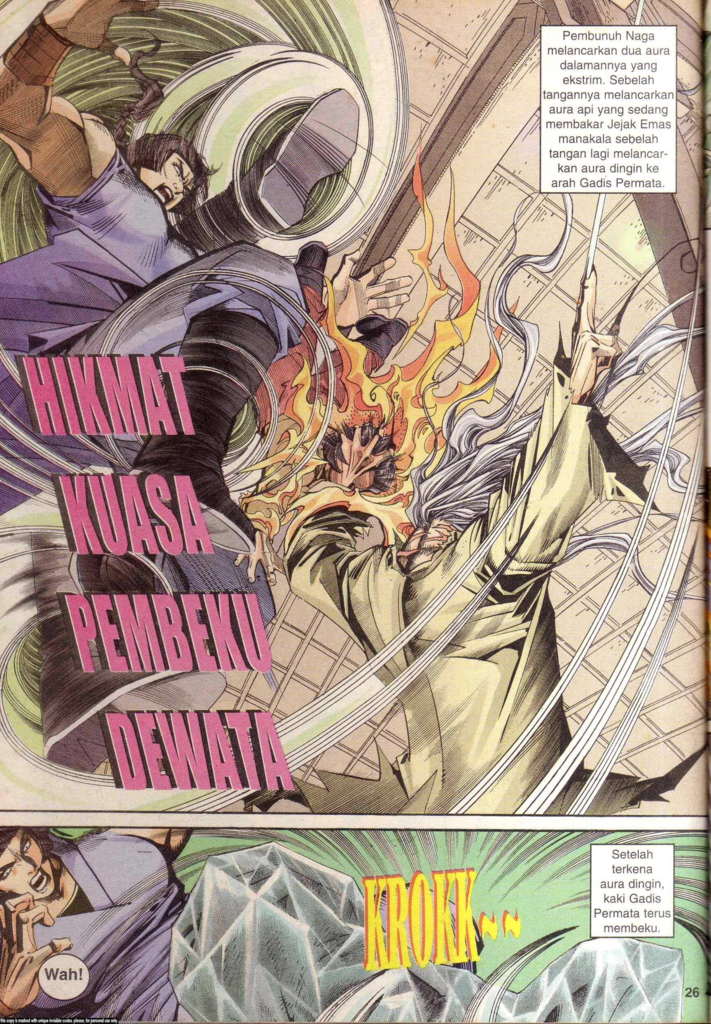 Pembunuh Naga
melancarkan dua aura
dalamannya yang
ekstrim. Sebelah
tangannya melancarkan
aura api yang sedang
membakar Jejak Emas
manakala sebelah
tangan lagi melancar-
kan aura dingin ke
arah Gadis Permata.
HIKMAT
KUASA
PEMBEKU
DEWATA
Setelah
terkena
aura dingin,
kaki Gadis
Permata terus
membeku.
KROKK~~
Wah!
26